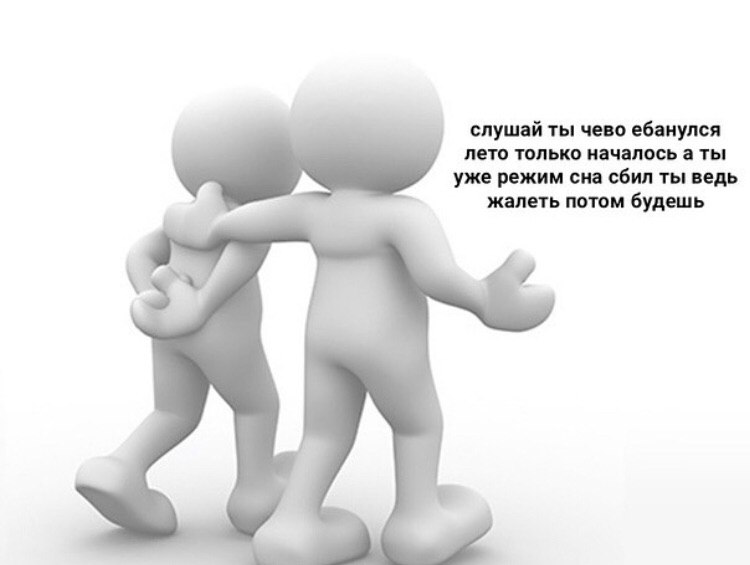 слушай ты чево ебанулся
лето только началось а ты
уже режим сна сбил ты ведь
жалеть потом будешь